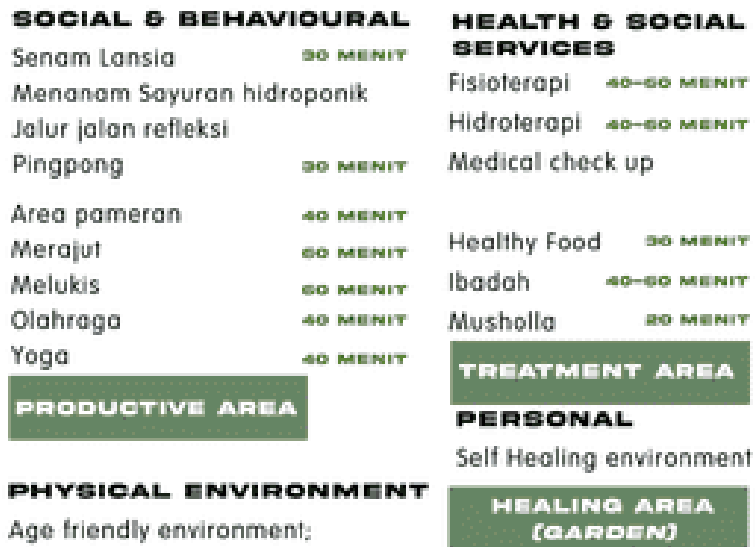 SOCIAL & BEHAVIOURAL
Senam Lansia 30 MENIT
Menanam Sayuran hidroponik
Jalur jalan refleksi
Pingpong 30 MENIT
Area pameran 40 MENIT
Merajut 60 MENIT
Melukis 60 MENIT
Olahraga 40 MENIT
Yoga 40 MENIT
PRODUCTIVE AREA
PHYSICAL ENVIRONMENT
Age friendly environment;
HEALTH & SOCIAL
SERVICES
Fisioterapi 40-60 MENIT
Hidroterapi 40-60 MENIT
Medical check up
Healthy Food 30 MENIT
Ibadah 40-60 MENIT
Musholla 20 MENIT
TREATMENT AREA
PERSONAL
Self Healing environment
HEALING AREA
(GARDEN)